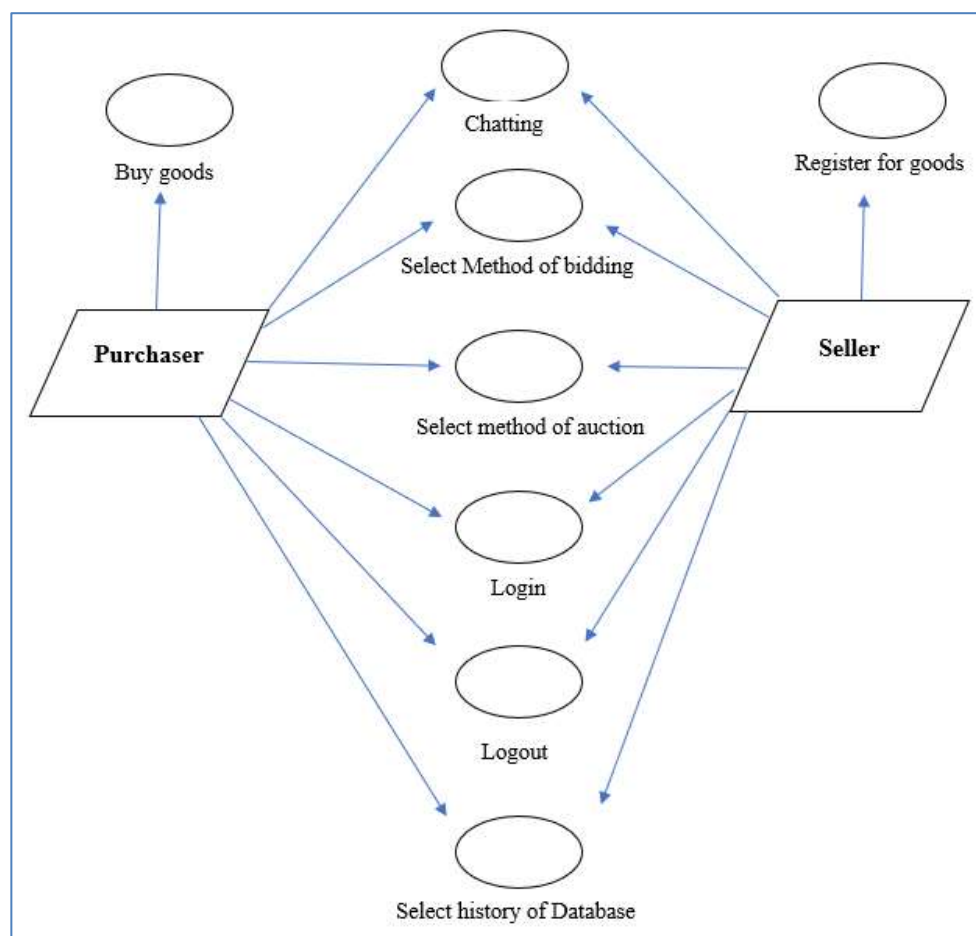 Chatting
Buy goods
Register for goods
Select Method of bidding
Purchaser
Seller
Select method of auction
Login
Logout
Select history of Database